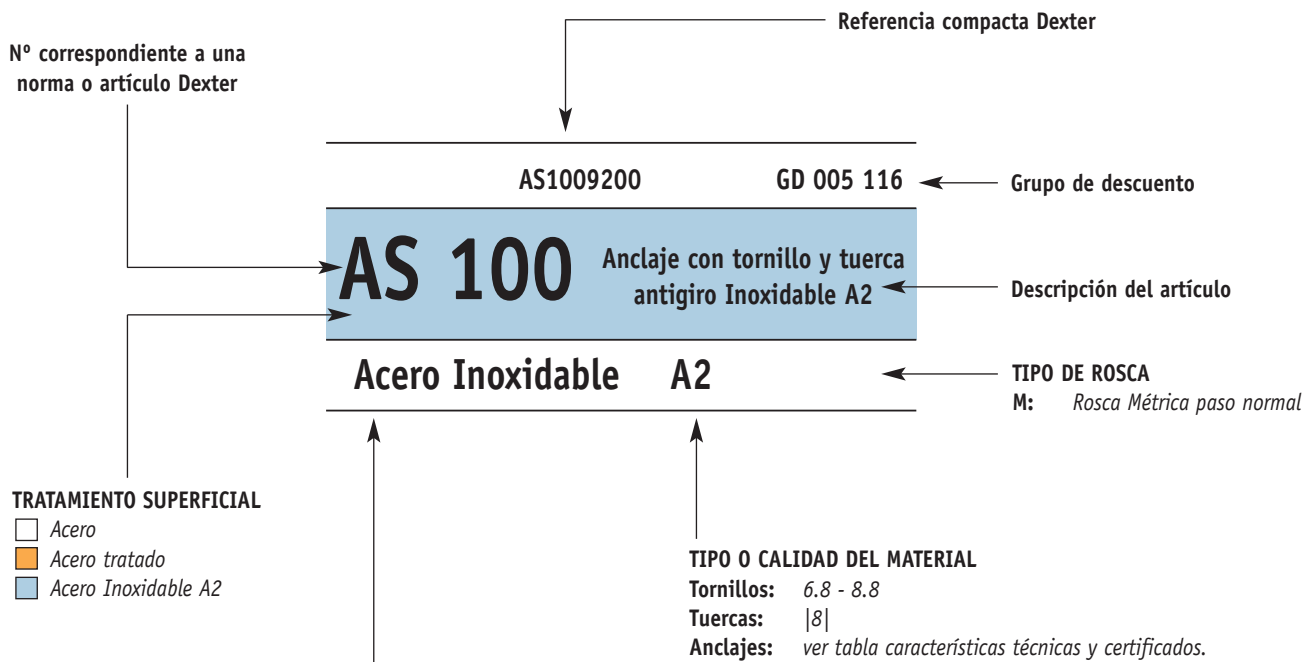 Referencia compacta Dexter
Nº correspondiente a una
norma o artículo Dexter
AS1009200 GD 005 116
Grupo de descuento
AS 100
Anclaje con tornillo y tuerca
antigiro Inoxidable A2
Descripción del artículo
Acero Inoxidable A2
TIPO DE ROSCA
M: Rosca Métrica paso normal
TRATAMIENTO SUPERFICIAL
Acero
Acero tratado
Acero Inoxidable A2
TIPO O CALIDAD DEL MATERIAL
Tornillos: 6.8 - 8.8
Tuercas: |8|
Anclajes: ver tabla características técnicas y certificados.